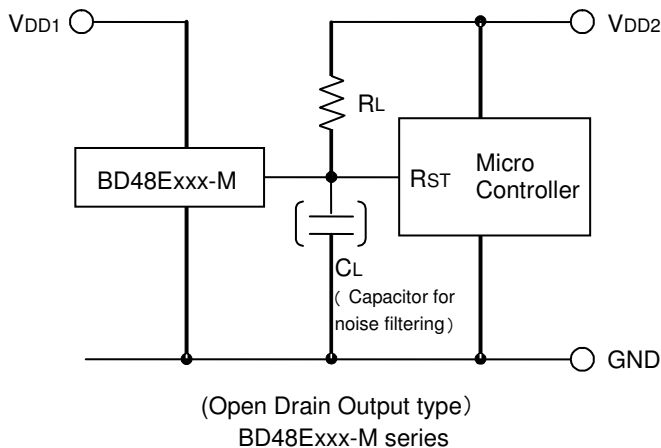 VDD1
VDD2
RL
BD48Exxx-M
RST
Micro
Controller
CL
( Capacitor for
noise filtering )
GND
(Open Drain Output type)
BD48Exxx-M series